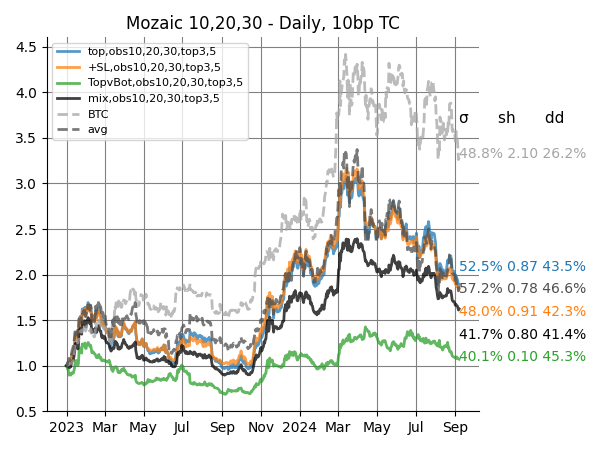 Mozaic 10,20,30 - Daily, 10bp TC
top,obs10,20,30,top3,5
+SL,obs10,20,30,top3,5
TopvBot,obs10,20,30,top3,5
mix,obs10,20,30,top3,5
BTC
avg
4.5
4.0
3.5
3.0
2.5
2.0
1.5
1.0
0.5
σ sh dd
48.8% 2.10 26.2%
52.5% 0.87 43.5%
57.2% 0.78 46.6%
48.0% 0.91 42.3%
41.7% 0.80 41.4%
40.1% 0.10 45.3%
2023 Mar May Jul Sep Nov 2024 Mar May Jul Sep